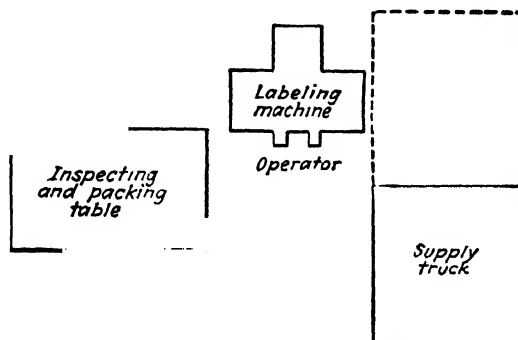 Labeling
machine
Operator
Inspecting
and packing
table
Supply
truck